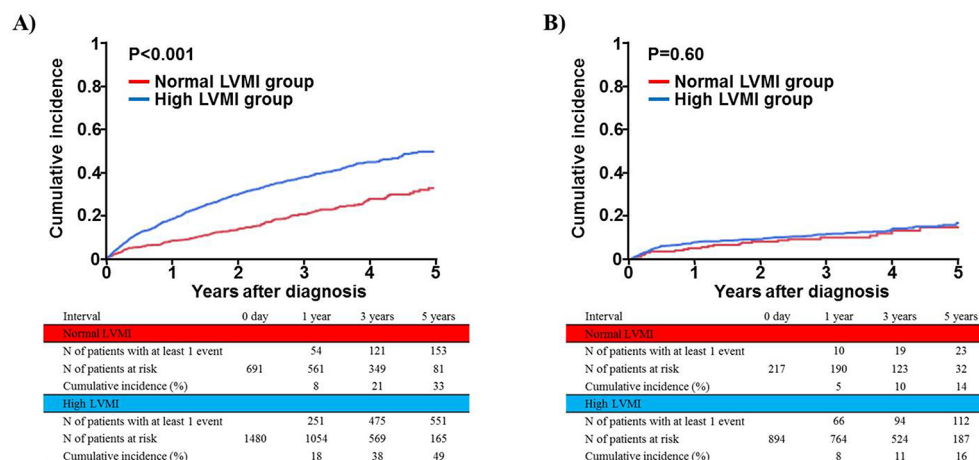 A)
Cumulative incidence
1
0.8
0.6
0.4
0.2
0
P<0.001
Normal LVMI group
High LVMI group
0 1 2 3 4 5
Years after diagnosis
Interval 0 day 1 year 3 years 5 years
Normal LVMI
N of patients with at least 1 event 54 121 153
N of patients at risk 691 561 349 81
Cumulative incidence (%) 8 21 33
High LVMI
N of patients with at least 1 event 251 475 551
N of patients at risk 1480 1054 569 165
Cumulative incidence (%) 18 38 49
B)
Cumulative incidence
1
0.8
0.6
0.4
0.2
0
P=0.60
Normal LVMI group
High LVMI group
0 1 2 3 4 5
Years after diagnosis
Interval 0 day 1 year 3 years 5 years
Normal LVMI
N of patients with at least 1 event 10 19 23
N of patients at risk 217 190 123 32
Cumulative incidence (%) 5 10 14
High LVMI
N of patients with at least 1 event 66 94 112
N of patients at risk 894 764 524 187
Cumulative incidence (%) 8 11 16